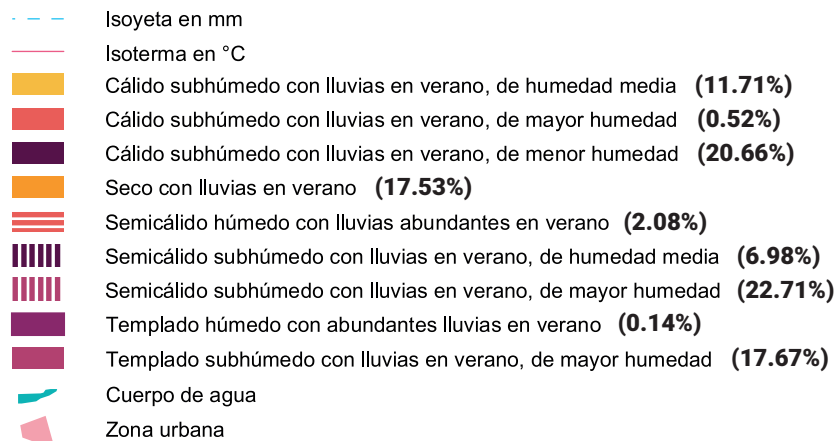 Isoyeta en mm
Isoterma en °C
Cálido subhúmedo con lluvias en verano, de humedad media (11.71%)
Cálido subhúmedo con lluvias en verano, de mayor humedad (0.52%)
Cálido subhúmedo con lluvias en verano, de menor humedad (20.66%)
Seco con lluvias en verano (17.53%)
Semicálido húmedo con lluvias abundantes en verano (2.08%)
Semicálido subhúmedo con lluvias en verano, de humedad media (6.98%)
Semicálido subhúmedo con lluvias en verano, de mayor humedad (22.71%)
Templado húmedo con abundantes lluvias en verano (0.14%)
Templado subhúmedo con lluvias en verano, de mayor humedad (17.67%)
Cuerpo de agua
Zona urbana